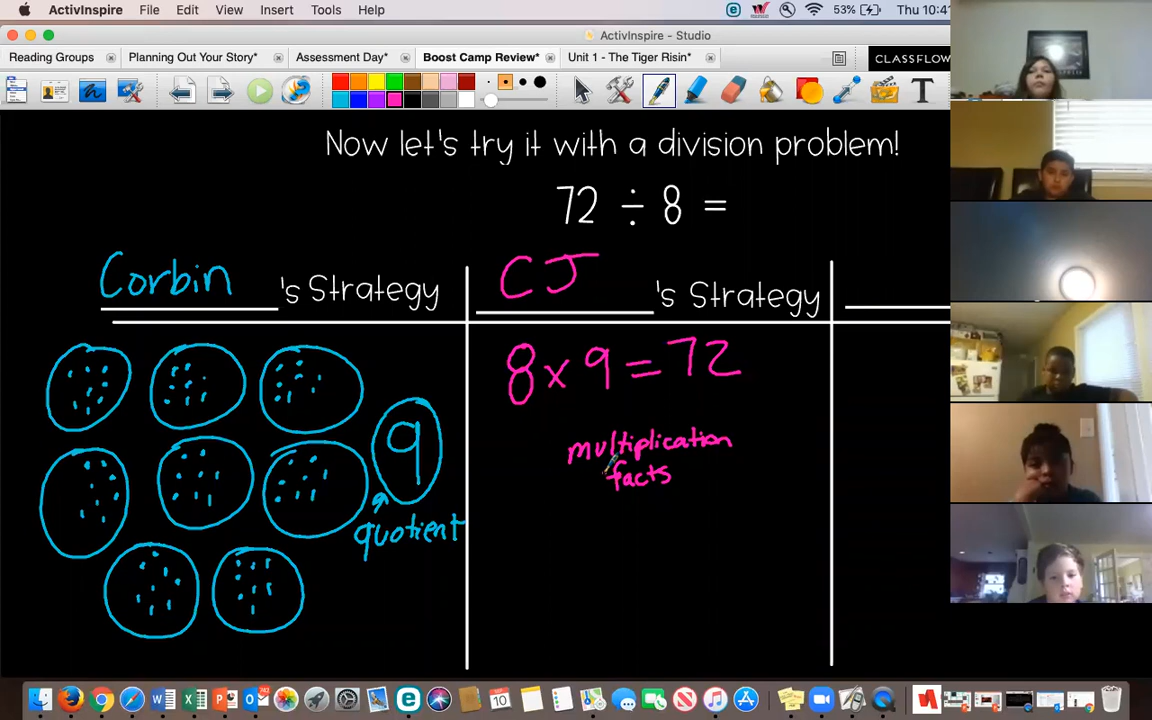 ActivInspire File Edit View Insert Tools Help 53% Thu 10:41
ActivInspire - Studio
Reading Groups Planning Out Your Story* Assessment Day* Boost Camp Review* Unit 1 - The Tiger Risin*
CLASSFLOW
Now let's try it with a division problem!
72 ÷ 8 =
Corbin 's Strategy
CJ 's Strategy
9
quotient
8 x 9 = 72
multiplication
facts